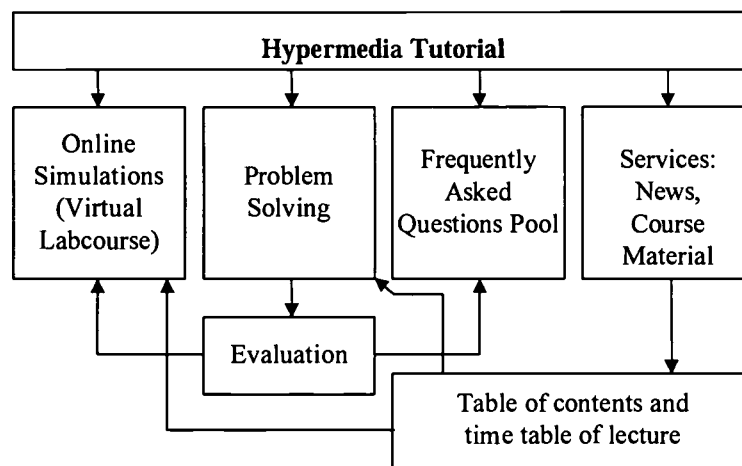 Hypermedia Tutorial
Online
Simulations
(Virtual
Labcourse)
Problem
Solving
Frequently
Asked
Questions Pool
Services:
News,
Course
Material
Evaluation
Table of contents and
time table of lecture